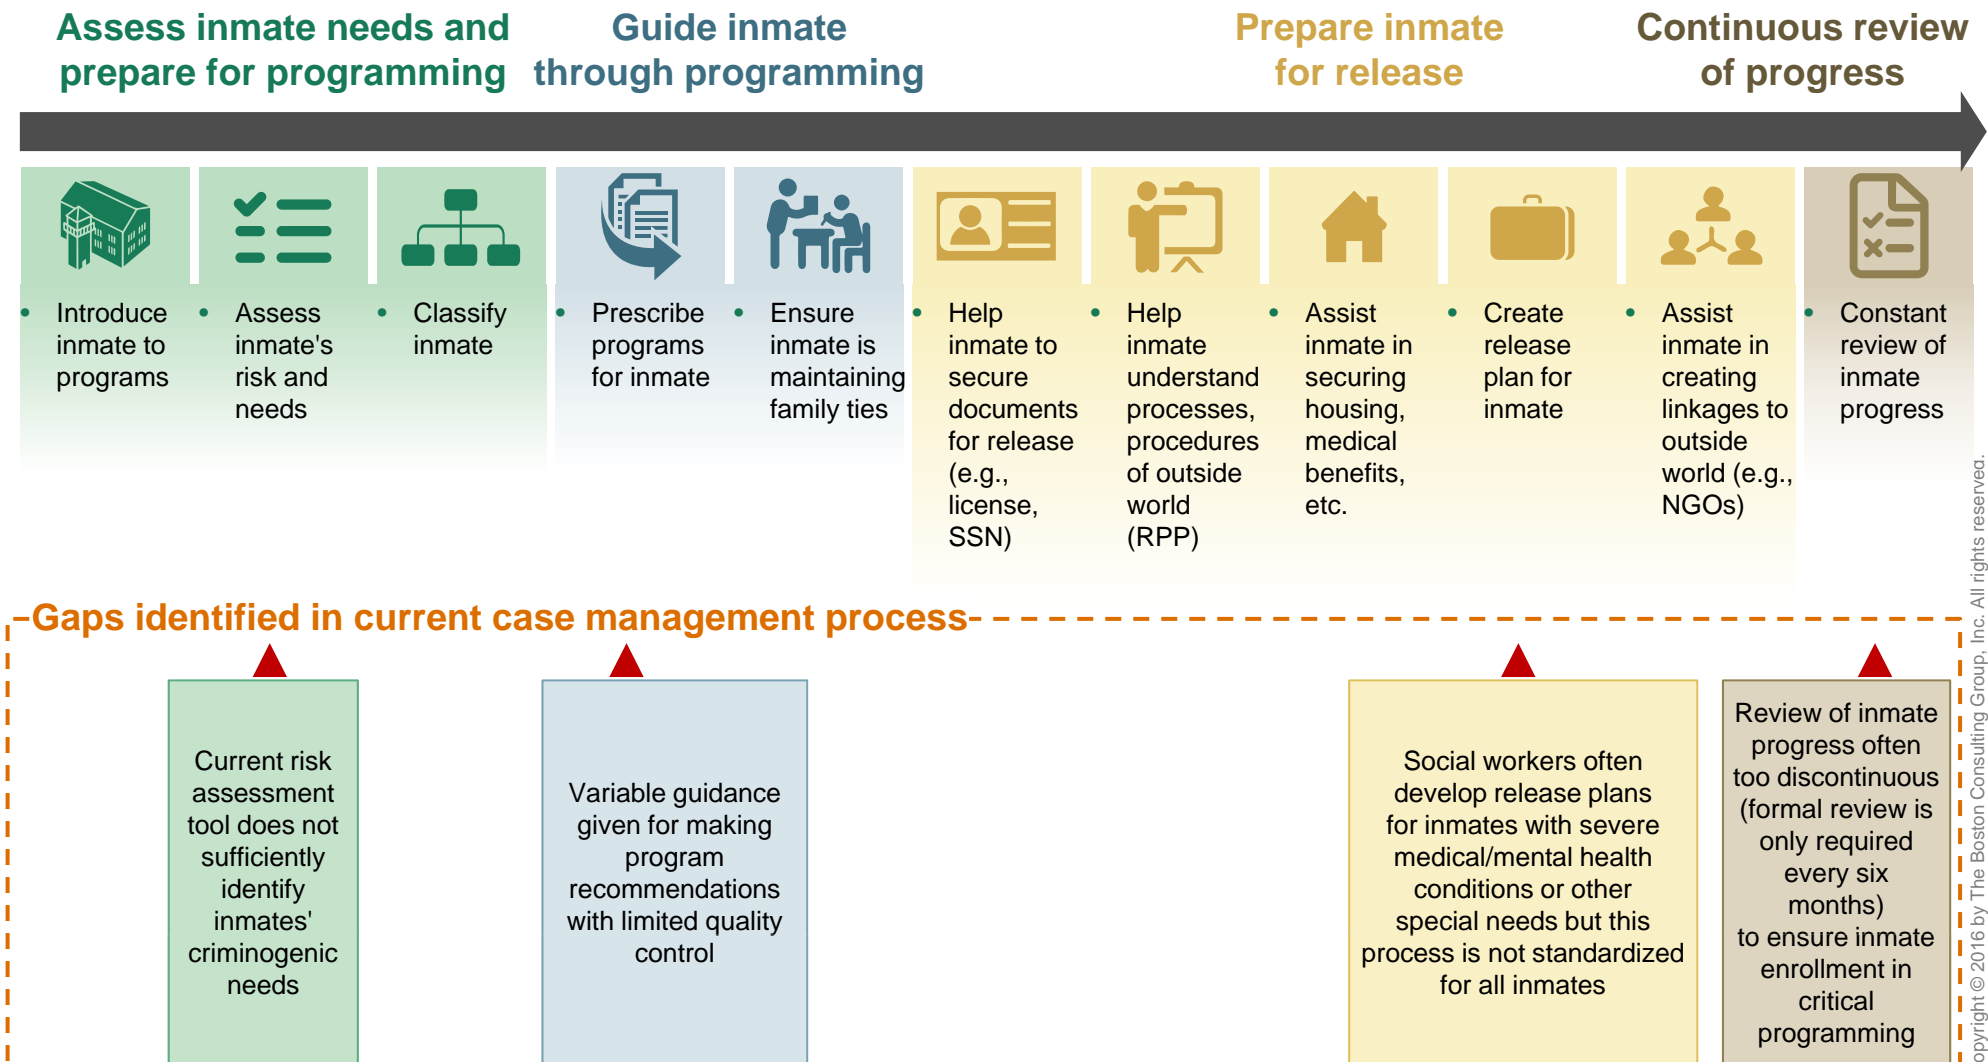 Assess inmate needs and
prepare for programming
Guide inmate
through programming
Prepare inmate
for release
Continuous review
of progress
• Introduce
inmate to
programs
• Assess
inmate's
risk and
needs
• Classify
inmate
• Prescribe
programs
for inmate
• Ensure
inmate is
maintaining
family ties
• Help
inmate to
secure
documents
for release
(e.g.,
license,
SSN)
• Help
inmate
understand
processes,
procedures
of outside
world
(RPP)
• Assist
inmate in
securing
housing,
medical
benefits,
etc.
• Create
release
plan for
inmate
• Assist
inmate in
creating
linkages to
outside
world (e.g.,
NGOs)
• Constant
review of
inmate
progress
Gaps identified in current case management process
Current risk
assessment
tool does not
sufficiently
identify
inmates'
criminogenic
needs
Variable guidance
given for making
program
recommendations
with limited quality
control
Social workers often
develop release plans
for inmates with severe
medical/mental health
conditions or other
special needs but this
process is not standardized
for all inmates
Review of inmate
progress often
too discontinuous
(formal review is
only required
every six
months)
to ensure inmate
enrollment in
critical
programming
opyright © 2016 by The Boston Consulting Group, Inc. All rights reserved.